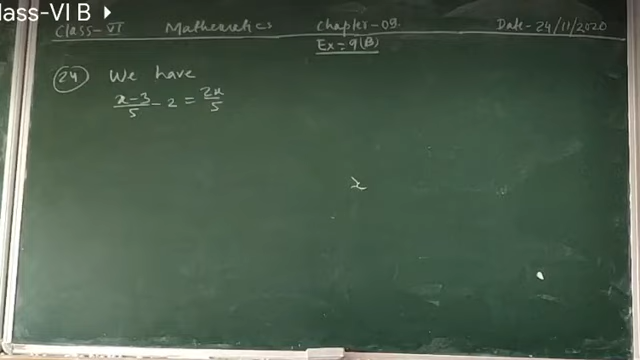 lass-VI B
Class-VI Mathematics Chapter-09. Date-24/11/2020
Ex=9(B)
24 We have
x-3/5 - 2 = 2x/5
x